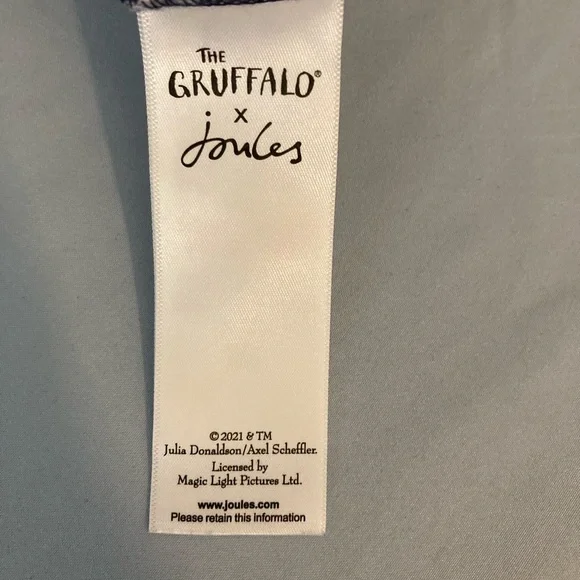 THE
GRUFFALO®
x
Joules
© 2021 & TM
Julia Donaldson/Axel Scheffler.
Licensed by
Magic Light Pictures Ltd.
www.joules.com
Please retain this information